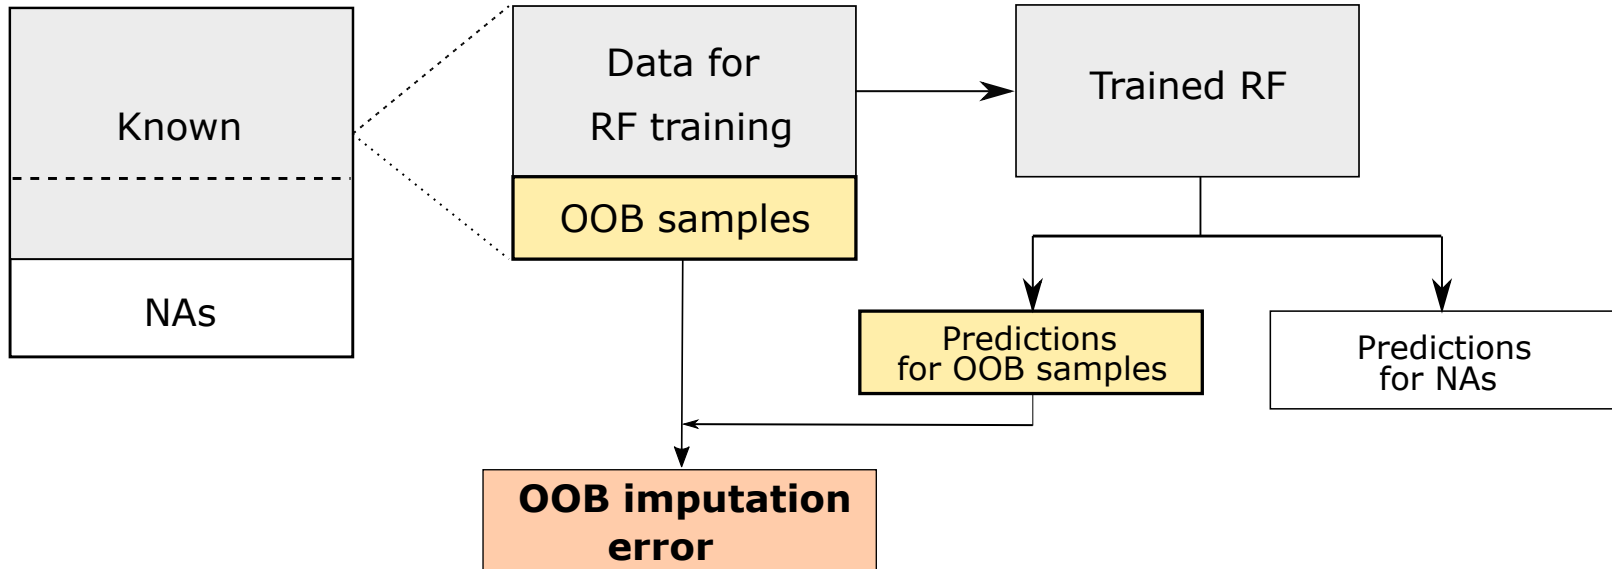 Known
NAs
Data for
RF training
OOB samples
Trained RF
Predictions
for OOB samples
Predictions
for NAs
OOB imputation
error